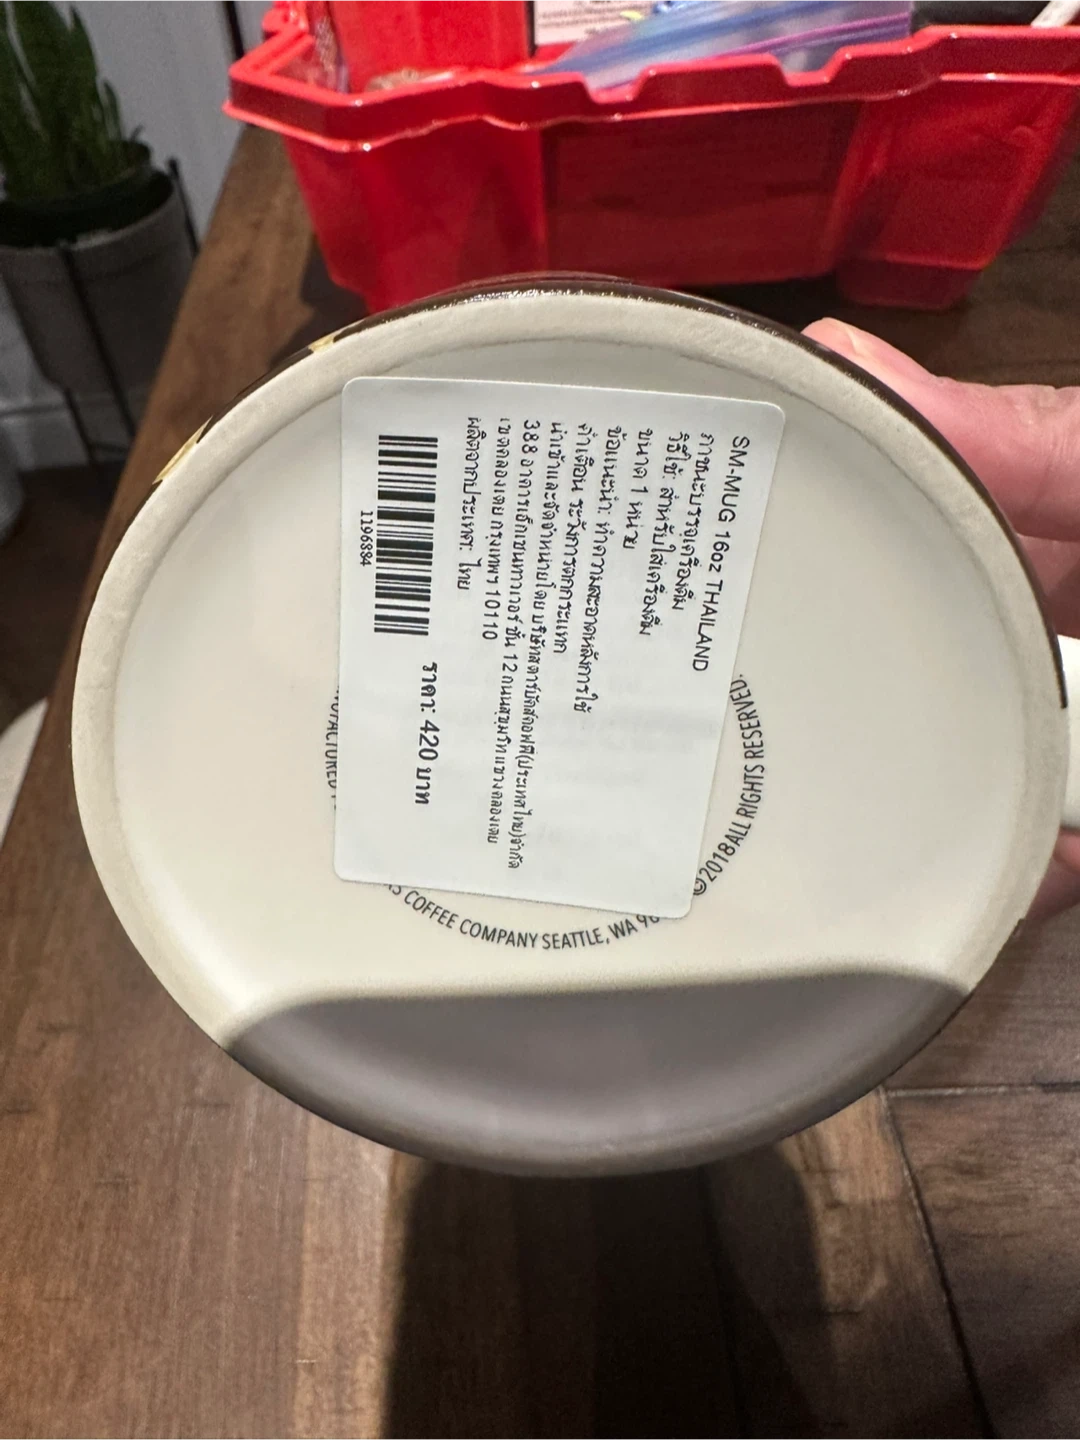 SM-MUG 16oz THAILAND
ภาชนะบรรจุเครื่องดื่ม
วิธีใช้: สำหรับใส่เครื่องดื่ม
ขนาด 1 หน่วย
ข้อแนะนำ: ทำความสะอาดหลังการใช้
คำเตือน ระวังการตกกระแทก
นำเข้าและจัดจำหน่ายโดย บริษัทสตาร์บัคส์คอฟฟี่(ประเทศไทย)จำกัด
388 อาคารเอ็กเชนทาวเวอร์ ชั้น 12 ถนนสุขุมวิท แขวงคลองเตย
เขตคลองเตย กรุงเทพฯ 10110
ผลิตจากประเทศ: ไทย
ราคา: 420 บาท
1196884
COFFEE COMPANY SEATTLE, WA
©2018 ALL RIGHTS RESERVED.